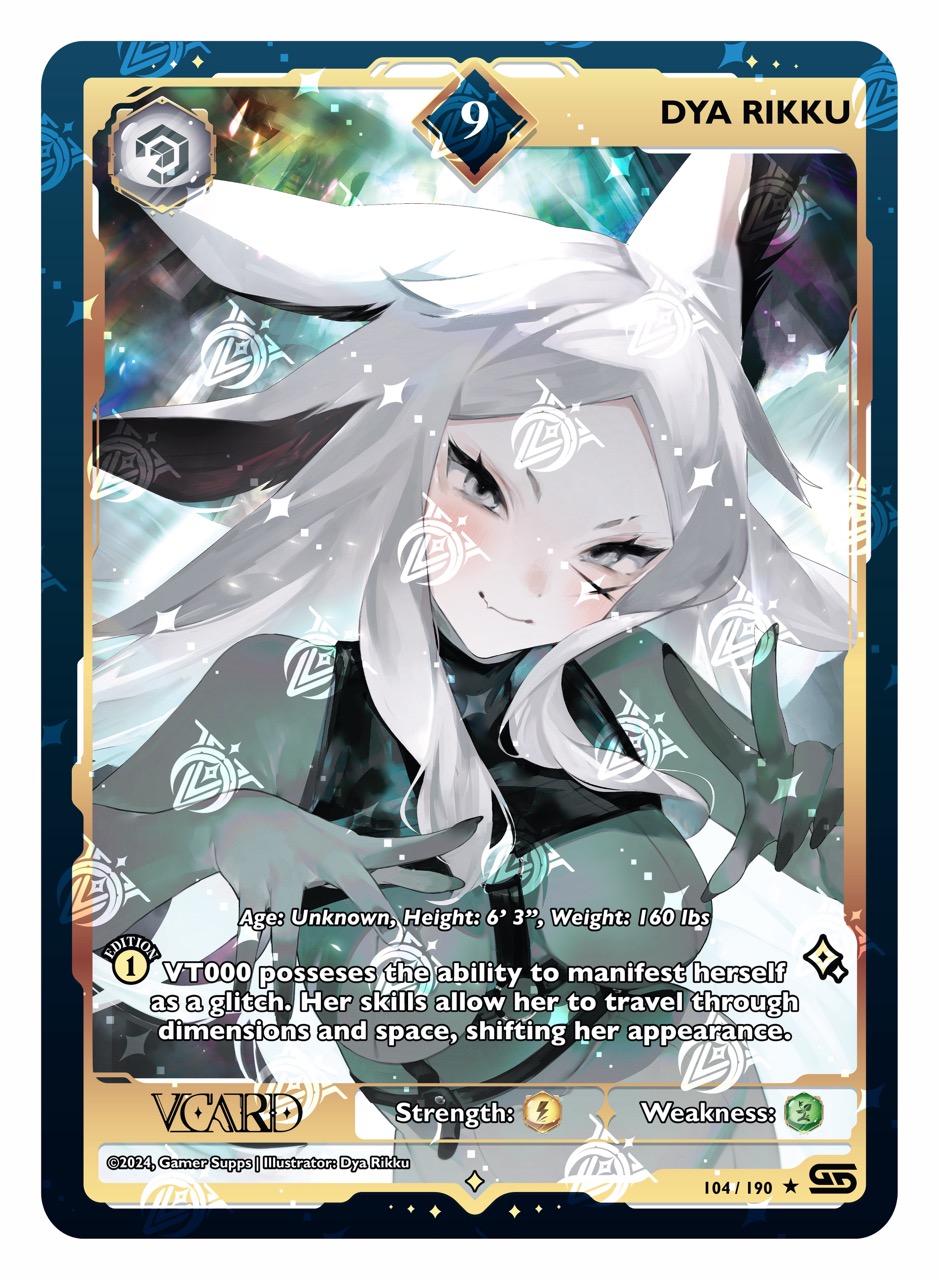 9
DYA RIKKU
Age: Unknown, Height: 6' 3”, Weight: 160 lbs
EDITION
1
VT000 posseses the ability to manifest herself
as a glitch. Her skills allow her to travel through
dimensions and space, shifting her appearance.
VCARD
Strength:
Weakness:
©2024, Gamer Supps | Illustrator: Dya Rikku
104 / 190 ★